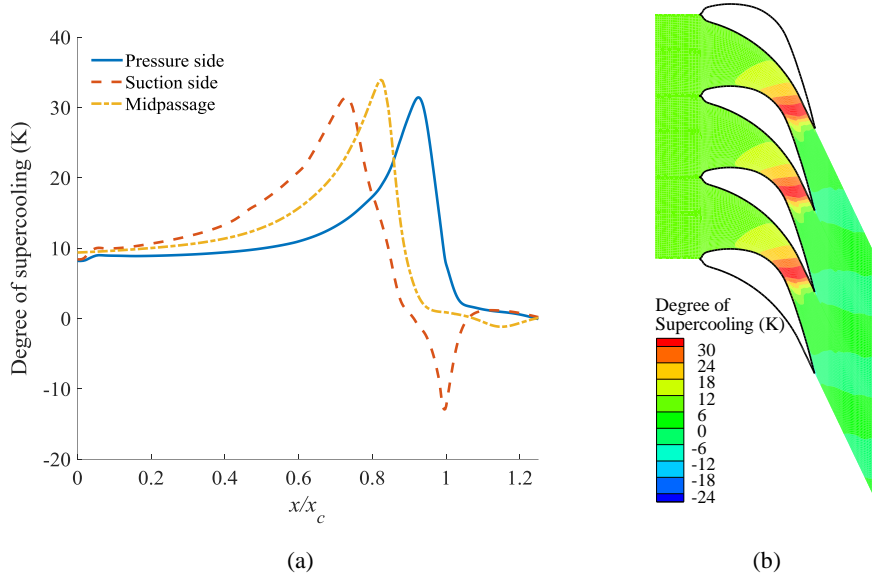 40
30
20
10
0
-10
-20
Degree of supercooling (K)
Pressure side
Suction side
Midpassage
0
0.2
0.4
0.6
0.8
1
1.2
x/x_c
(a)
Degree of
Supercooling (K)
30
24
18
12
6
0
-6
-12
-18
-24
(b)